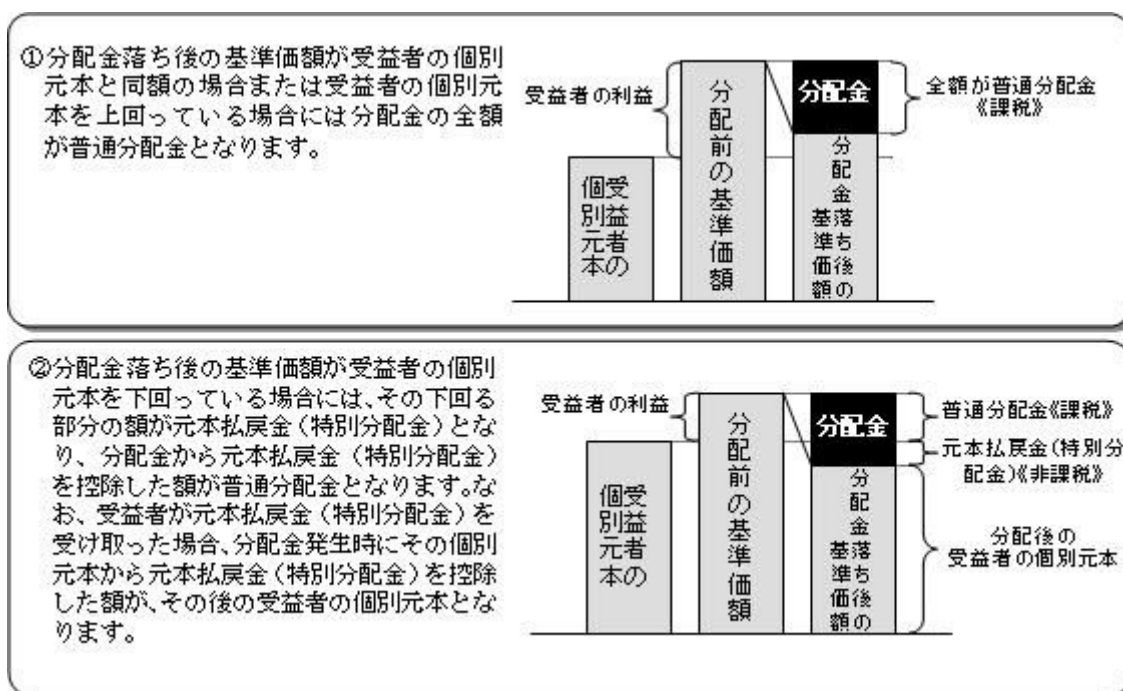 ①分配金落ち後の基準価額が受益者の個別
元本と同額の場合または受益者の個別元
本を上回っている場合には分配金の全額
が普通分配金となります。
受益者の利益
受益者の
個別元本
分配前の基準価額
分配金
分配金落ち後の
基準価額
全額が普通分配金
《課税》
②分配金落ち後の基準価額が受益者の個別
元本を下回っている場合には、その下回る
部分の額が元本払戻金(特別分配金)とな
り、分配金から元本払戻金(特別分配金)
を控除した額が普通分配金となります。な
お、受益者が元本払戻金(特別分配金)を
受け取った場合、分配金発生時にその個別
元本から元本払戻金(特別分配金)を控除
した額が、その後の受益者の個別元本とな
ります。
受益者の利益
受益者の
個別元本
分配前の基準価額
分配金
分配金落ち後の
基準価額
普通分配金《課税》
元本払戻金(特別分
配金)《非課税》
分配後の
受益者の個別元本